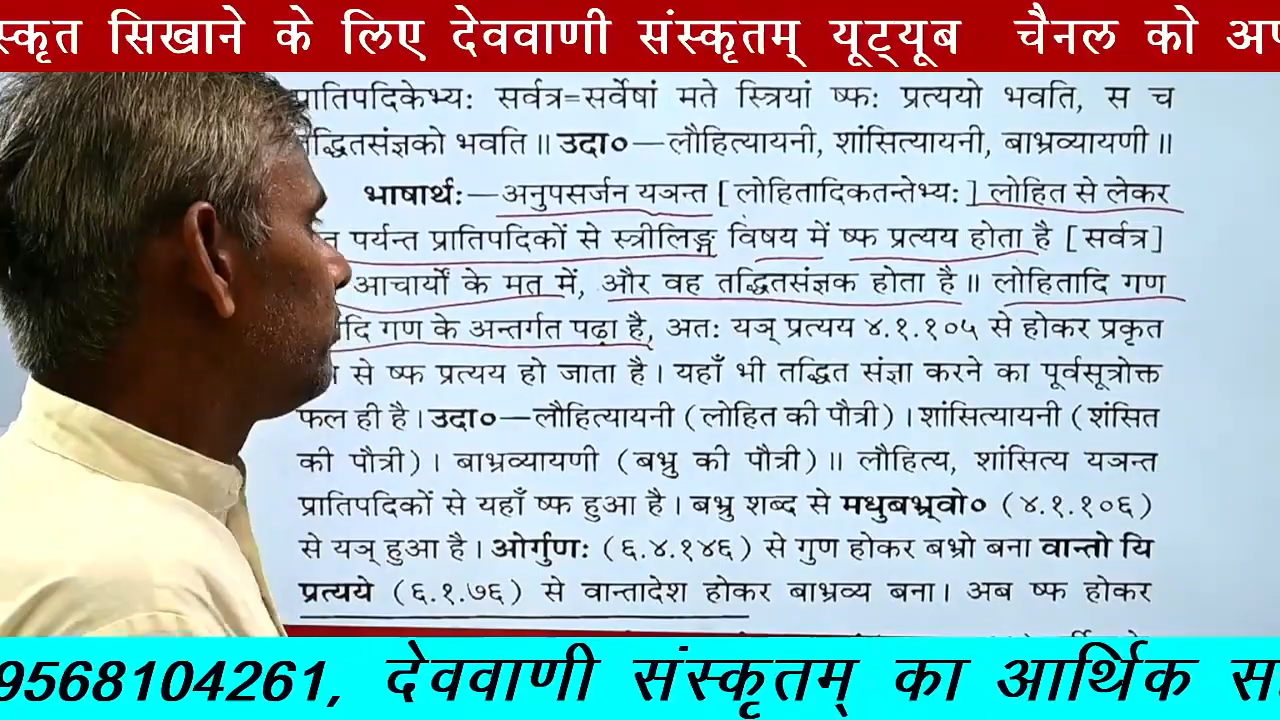 सिखाने के लिए देववाणी संस्कृतम् यूट्यूब चैनल को
प्रातिपदिकेभ्यः सर्वत्र=सर्वेषां मते स्त्रियां ष्फः प्रत्ययो भवति, स च
तद्धितसंज्ञको भवति॥ उदा०—लौहित्यायनी, शांसित्यायनी, बाभ्रव्यायणी॥
भाषार्थः—अनुपसर्जन यञन्त [लोहितादिकतन्तेभ्यः] लोहित से लेकर
पर्यन्त प्रातिपदिकों से स्त्रीलिङ्ग विषय में ष्फ प्रत्यय होता है [सर्वत्र]
आचार्यों के मत में, और वह तद्धितसंज्ञक होता है॥ लोहितादि गण
गण के अन्तर्गत पढ़ा है, अतः यञ् प्रत्यय ४.१.१०५ से होकर प्रकृत
से ष्फ प्रत्यय हो जाता है। यहाँ भी तद्धित संज्ञा करने का पूर्वसूत्रोक्त
फल ही है। उदा०—लौहित्यायनी (लोहित की पौत्री)। शांसित्यायनी (शंसित
की पौत्री)। बाभ्रव्यायणी (बभ्रु की पौत्री)॥ लौहित्य, शांसित्य यञन्त
प्रातिपदिकों से यहाँ ष्फ हुआ है। बभ्रु शब्द से मधुबभ्र्वो० (४.१.१०६)
से यञ् हुआ है। ओर्गुणः (६.४.१४६) से गुण होकर बभ्रो बना वान्तो यि
प्रत्यये (६.१.७६) से वान्तादेश होकर बाभ्रव्य बना। अब ष्फ होकर
9568104261, देववाणी संस्कृतम् का आर्थिक